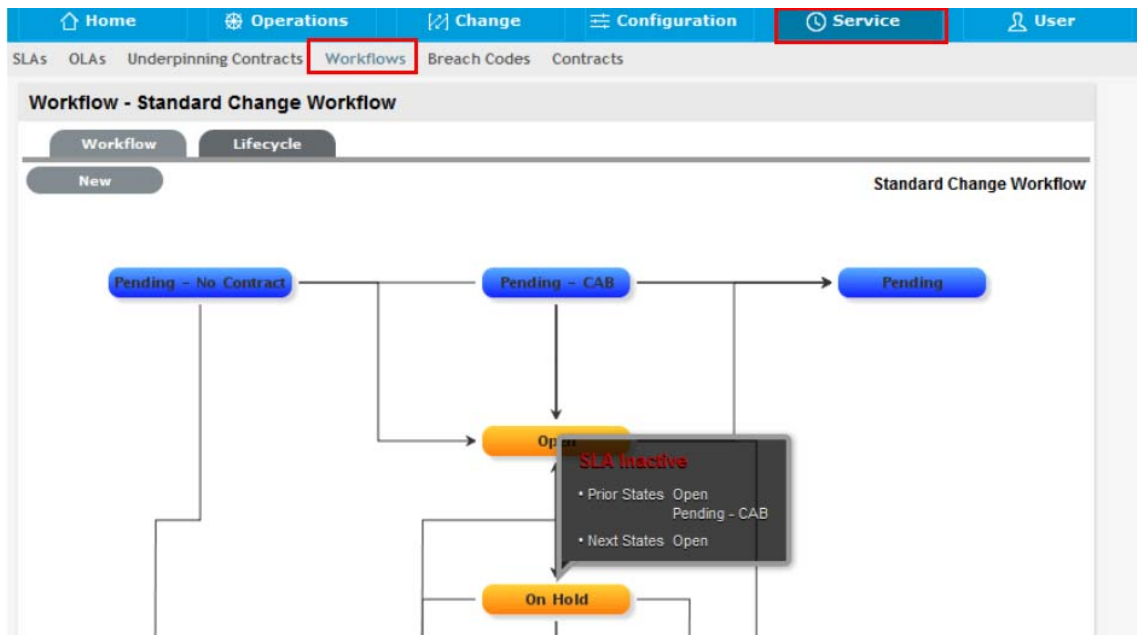 Home Operations Change Configuration Service User
SLAs OLAs Underpinning Contracts Workflows Breach Codes Contracts
Workflow - Standard Change Workflow
Workflow Lifecycle
New Standard Change Workflow
Pending - No Contract Pending - CAB Pending
Open
SLA Inactive
• Prior States Open
Pending - CAB
• Next States Open
On Hold